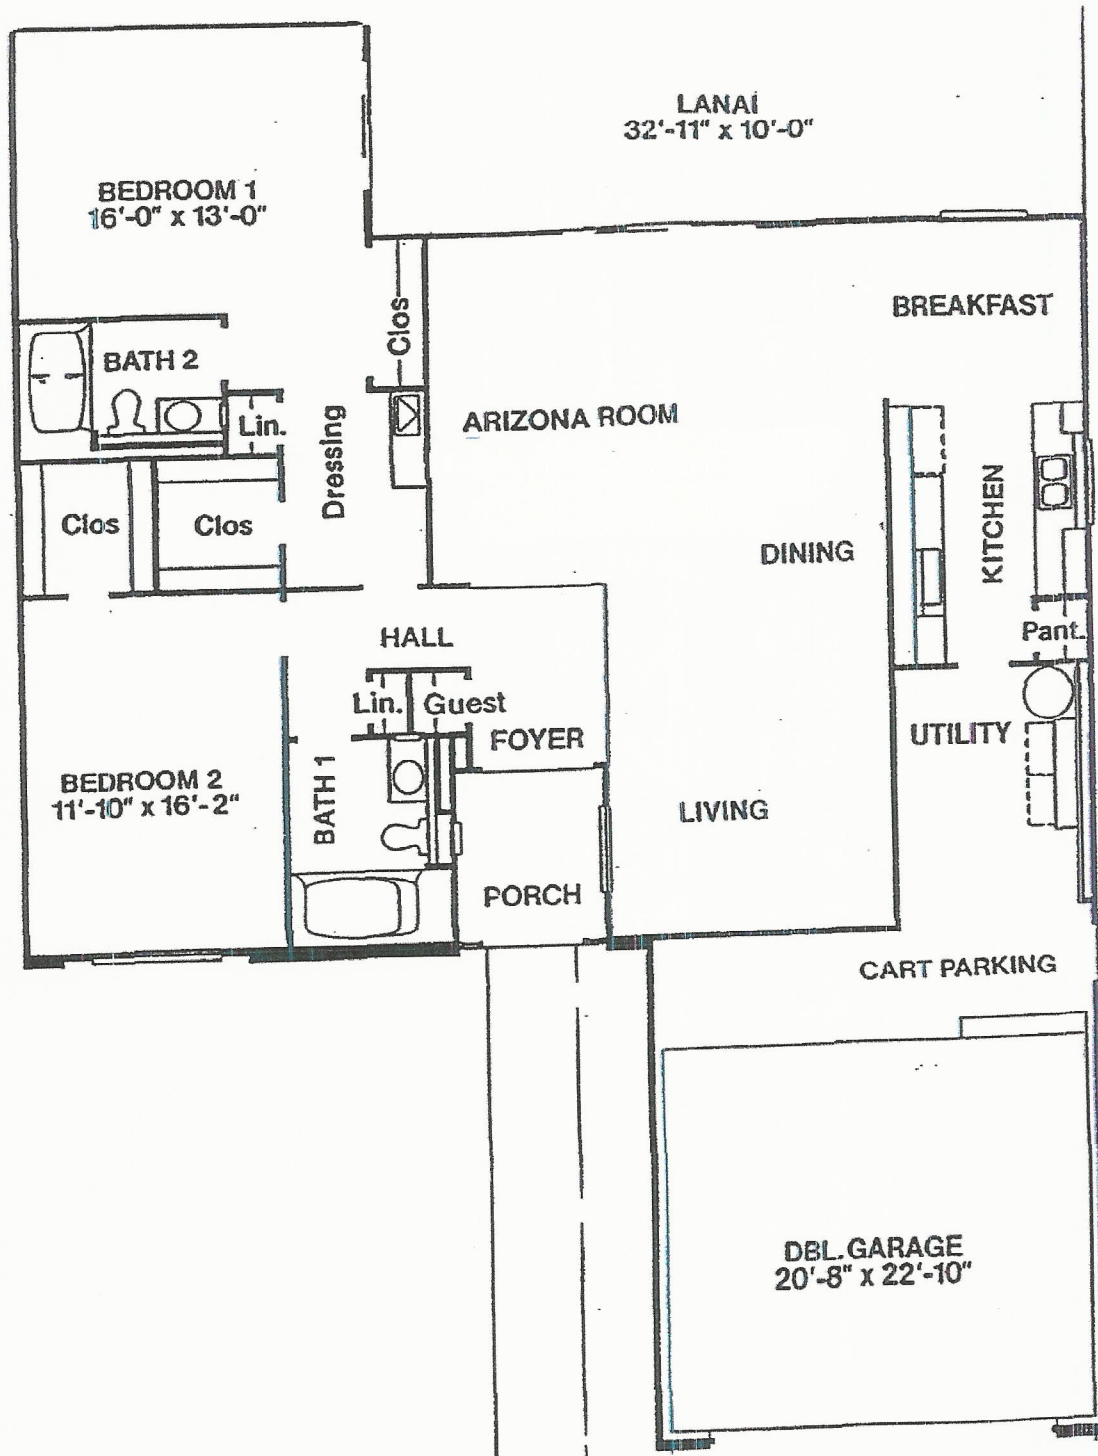 LANAI
32'-11" x 10'-0"
BEDROOM 1
16'-0" x 13'-0"
BREAKFAST
Clos
BATH 2
Lin.
Dressing
ARIZONA ROOM
KITCHEN
Clos
Clos
DINING
Pant.
HALL
Lin.
Guest
FOYER
UTILITY
BEDROOM 2
11'-10" x 16'-2"
BATH 1
LIVING
PORCH
CART PARKING
DBL. GARAGE
20'-8" x 22'-10"